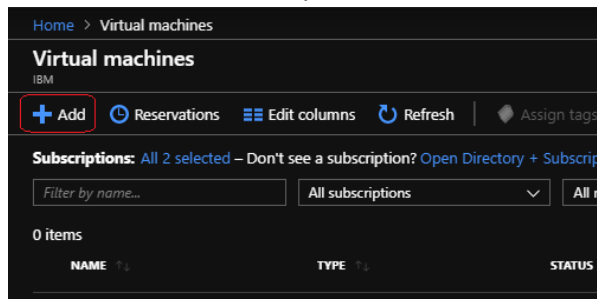 Home > Virtual machines
Virtual machines
IBM
Add Reservations Edit columns Refresh Assign tags
Subscriptions: All 2 selected – Don't see a subscription? Open Directory + Subscrip
Filter by name... All subscriptions All r
0 items
NAME ↑↓ TYPE ↑↓ STATUS